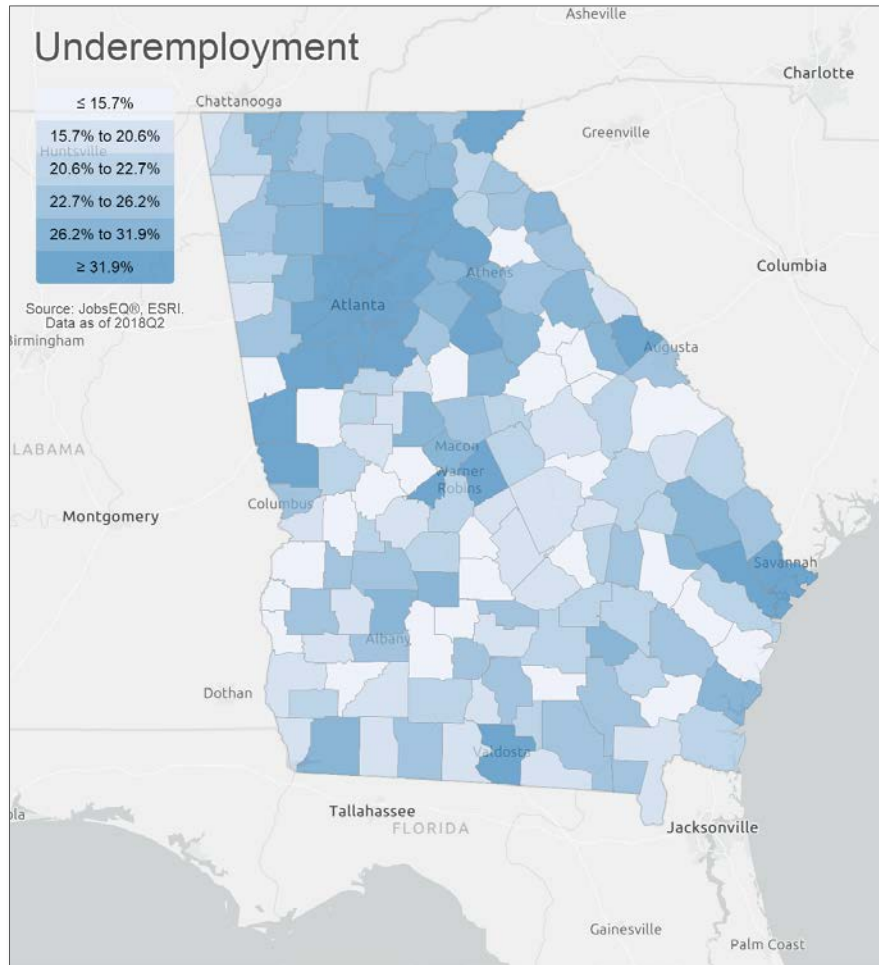 Asheville
Underemployment
Charlotte
≤ 15.7%
Chattanooga
15.7% to 20.6%
Greenville
Huntsville
20.6% to 22.7%
22.7% to 26.2%
26.2% to 31.9%
≥ 31.9%
Columbia
Athens
Source: JobsEQ®, ESRI.
Data as of 2018Q2
Atlanta
Birmingham
Augusta
LABAMA
Macon
Warner
Robins
Columbus
Montgomery
Savannah
Albany
Dothan
Valdosta
ola
Tallahassee
FLORIDA
Jacksonville
Gainesville
Palm Coast